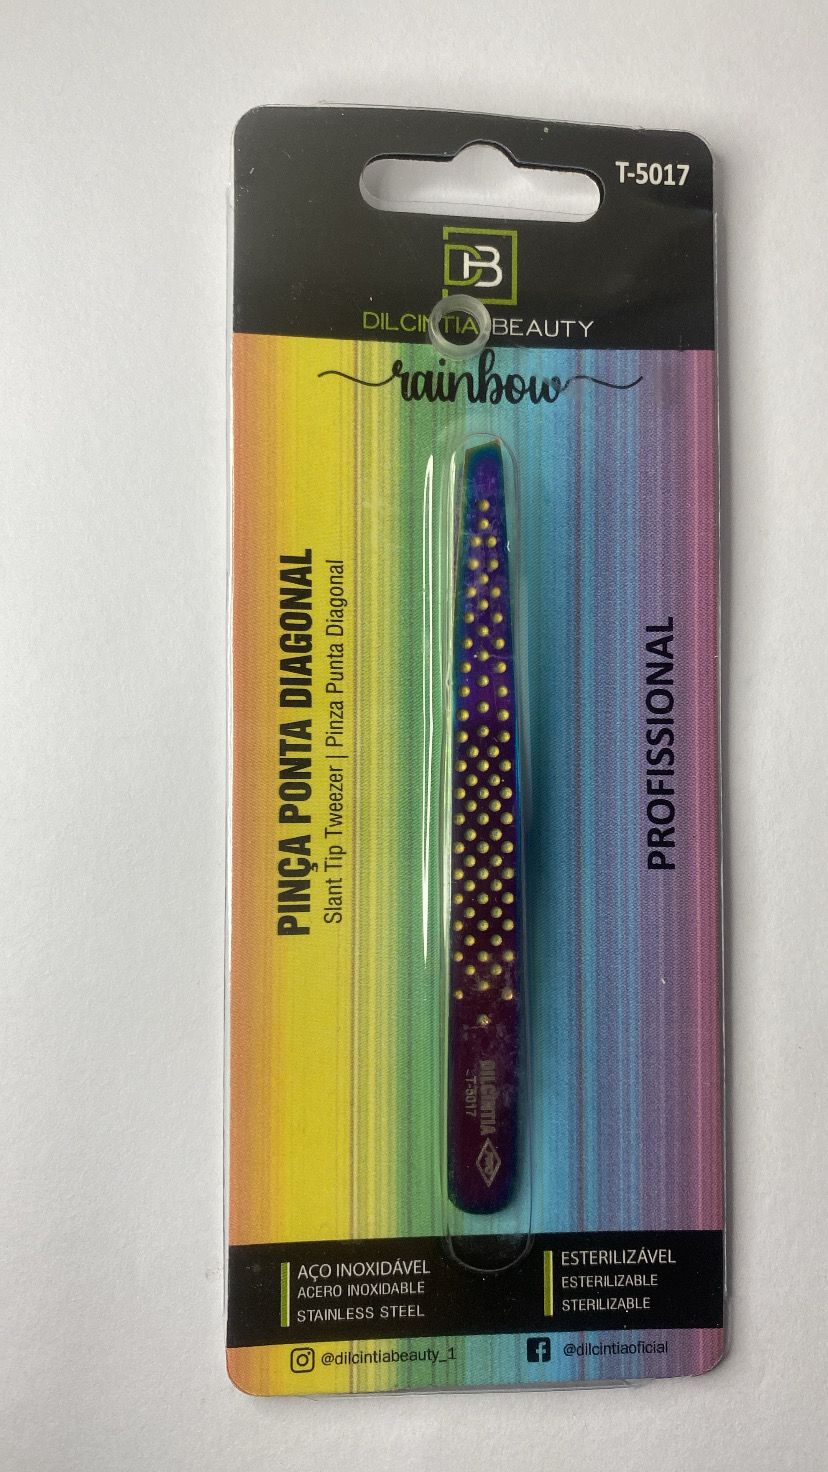 T-5017
DB
DILCINTIA BEAUTY
rainbow
PINÇA PONTA DIAGONAL
Slant Tip Tweezer | Pinza Punta Diagonal
PROFISSIONAL
DILCINTIA
T-5017
AÇO INOXIDÁVEL
ACERO INOXIDABLE
STAINLESS STEEL
ESTERILIZÁVEL
ESTERILIZABLE
STERILIZABLE
@dilcintiabeauty_1
@dilcintiaoficial